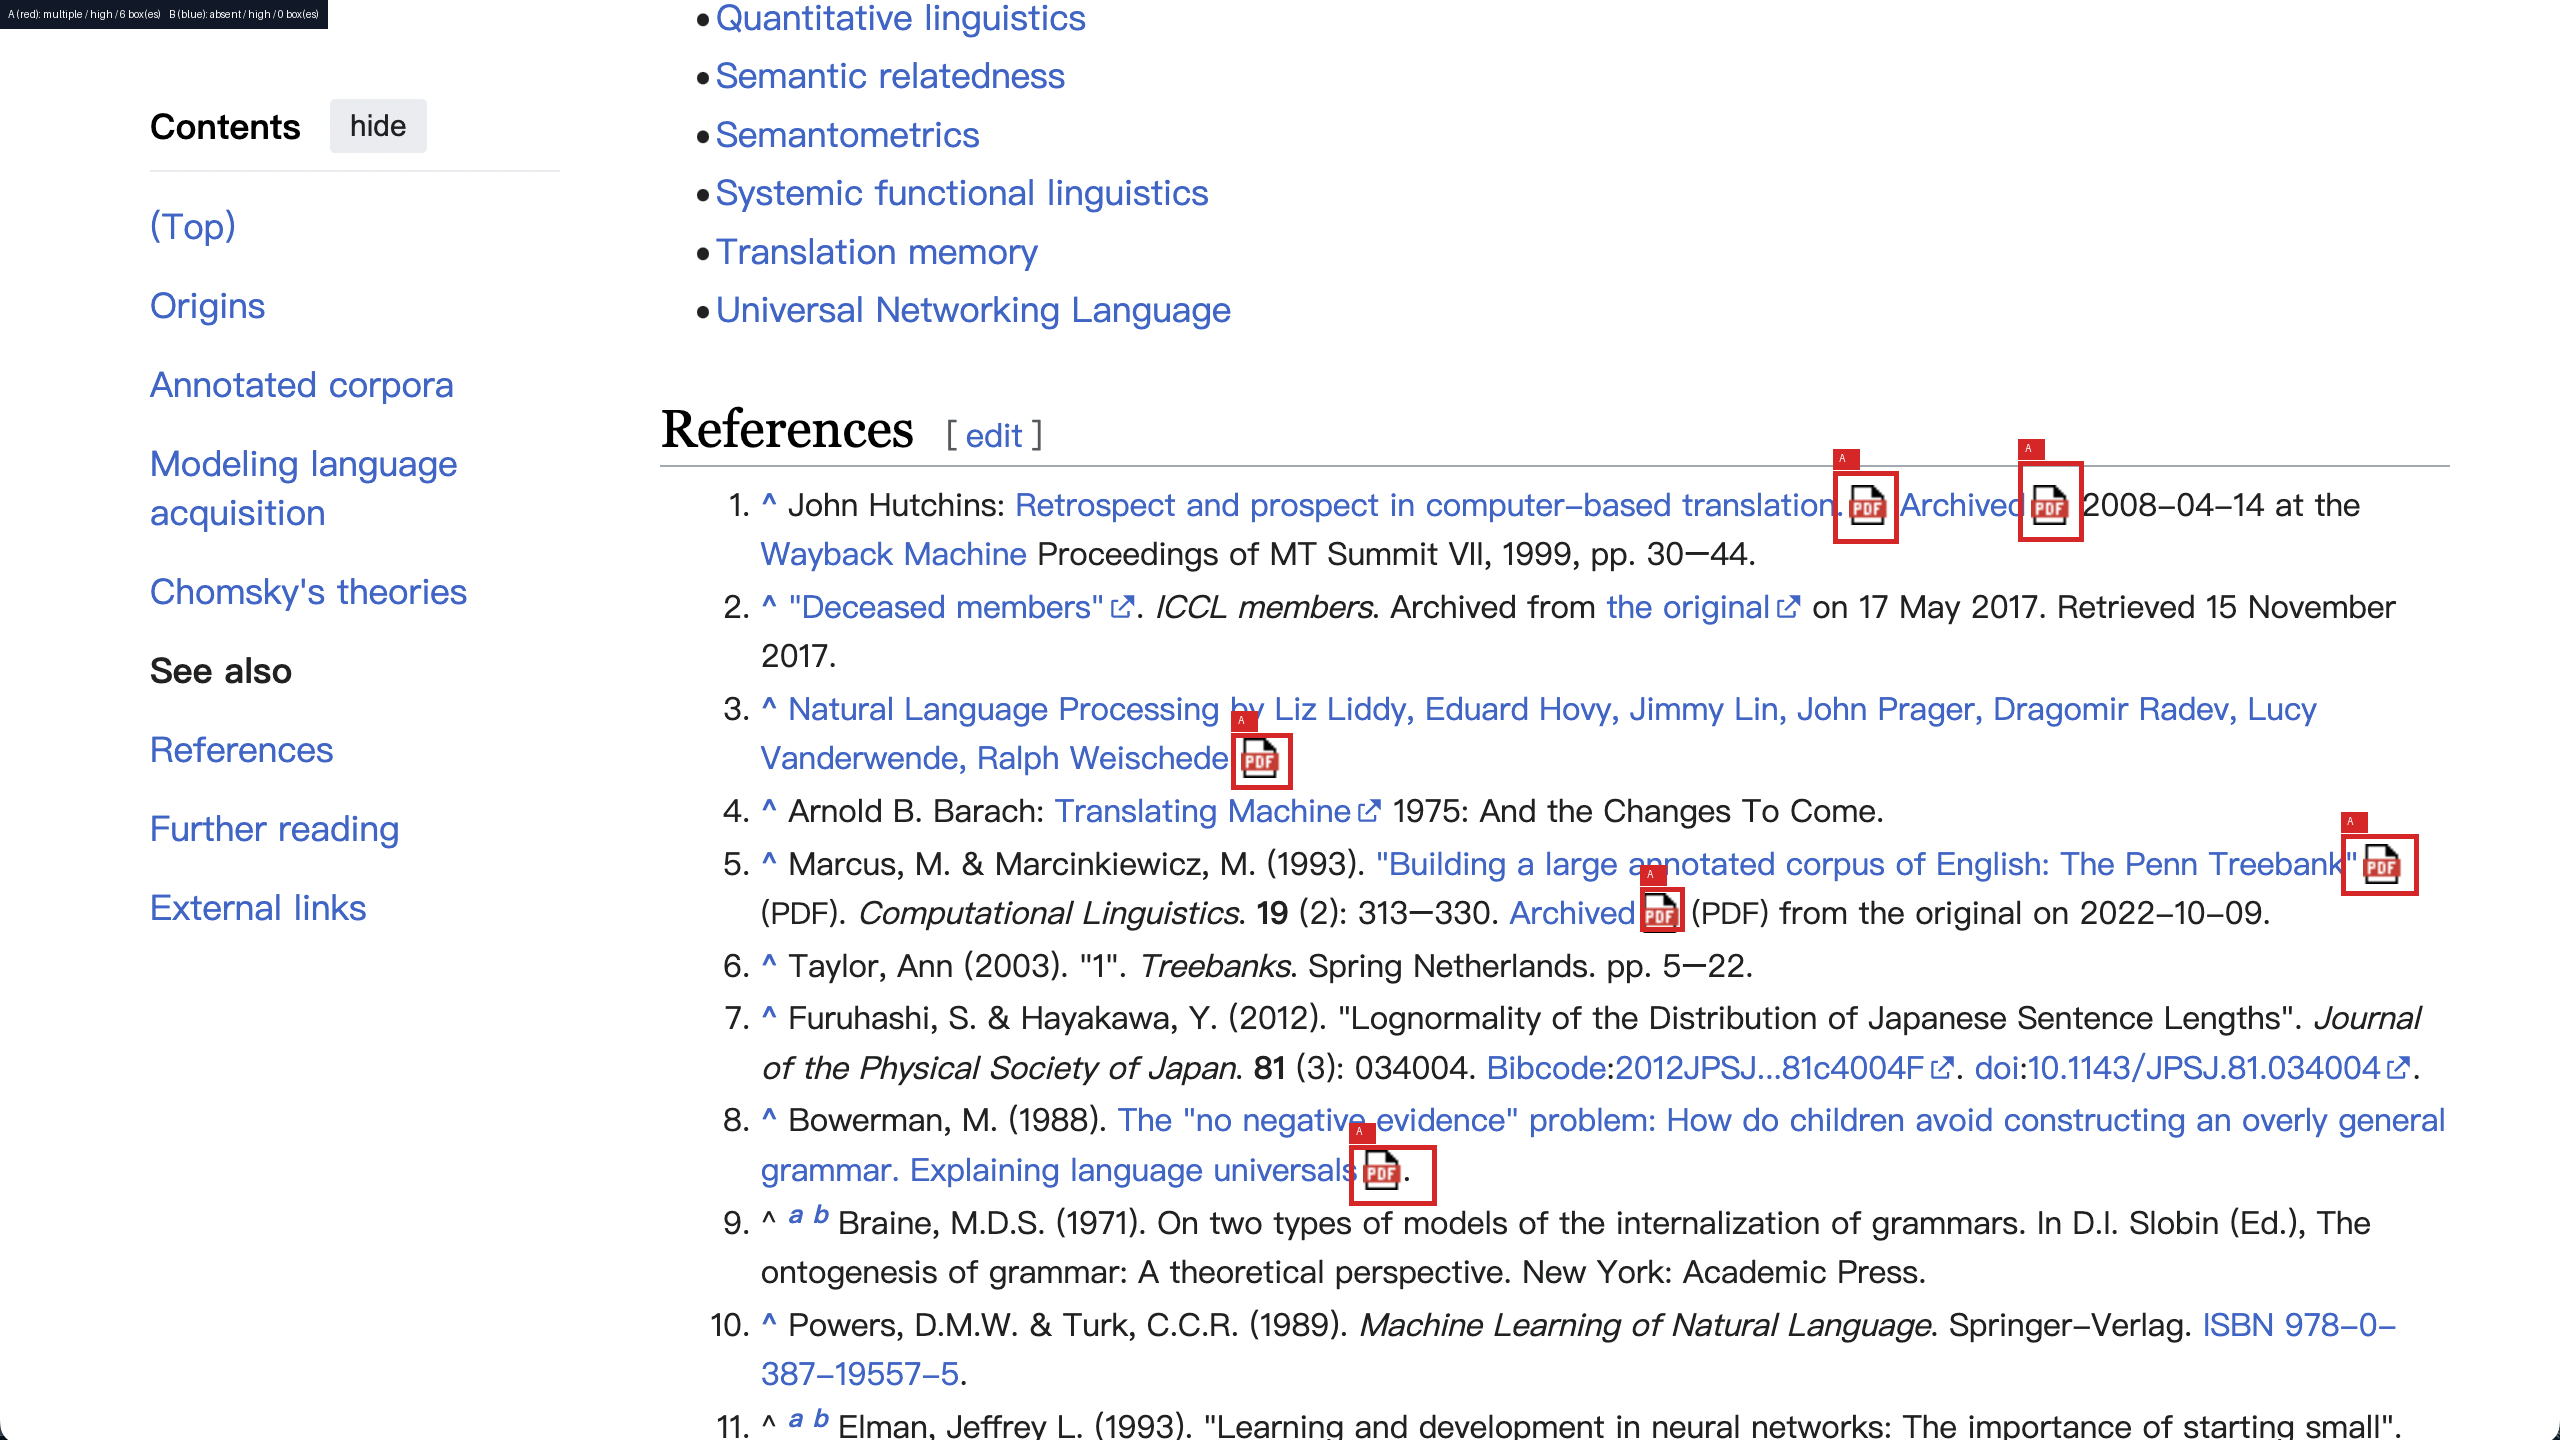 A (red): multiple / high / 6 box(es) B (blue): absent / high / 0 box(es)
Contents hide
(Top)
Origins
Annotated corpora
Modeling language
acquisition
Chomsky's theories
See also
References
Further reading
External links
•Quantitative linguistics
•Semantic relatedness
•Semantometrics
•Systemic functional linguistics
•Translation memory
•Universal Networking Language
References [ edit ]
A A
1. ^ John Hutchins: Retrospect and prospect in computer–based translation. PDF Archived PDF 2008–04–14 at the
Wayback Machine Proceedings of MT Summit VII, 1999, pp. 30—44.
2. ^ "Deceased members". ICCL members. Archived from the original on 17 May 2017. Retrieved 15 November
2017.
3. ^ Natural Language Processing by Liz Liddy, Eduard Hovy, Jimmy Lin, John Prager, Dragomir Radev, Lucy
A
Vanderwende, Ralph Weischede PDF
4. ^ Arnold B. Barach: Translating Machine 1975: And the Changes To Come.
A
5. ^ Marcus, M. & Marcinkiewicz, M. (1993). "Building a large annotated corpus of English: The Penn Treebank" PDF
A
(PDF). Computational Linguistics. 19 (2): 313—330. Archived PDF (PDF) from the original on 2022–10–09.
6. ^ Taylor, Ann (2003). "1". Treebanks. Spring Netherlands. pp. 5—22.
7. ^ Furuhashi, S. & Hayakawa, Y. (2012). "Lognormality of the Distribution of Japanese Sentence Lengths". Journal
of the Physical Society of Japan. 81 (3): 034004. Bibcode:2012JPSJ...81c4004F. doi:10.1143/JPSJ.81.034004.
8. ^ Bowerman, M. (1988). The "no negative evidence" problem: How do children avoid constructing an overly general
A
grammar. Explaining language universals PDF.
9. ^ a b Braine, M.D.S. (1971). On two types of models of the internalization of grammars. In D.I. Slobin (Ed.), The
ontogenesis of grammar: A theoretical perspective. New York: Academic Press.
10. ^ Powers, D.M.W. & Turk, C.C.R. (1989). Machine Learning of Natural Language. Springer–Verlag. ISBN 978–0–
387–19557–5.
11. ^ a b Elman, Jeffrey L. (1993). "Learning and development in neural networks: The importance of starting small".